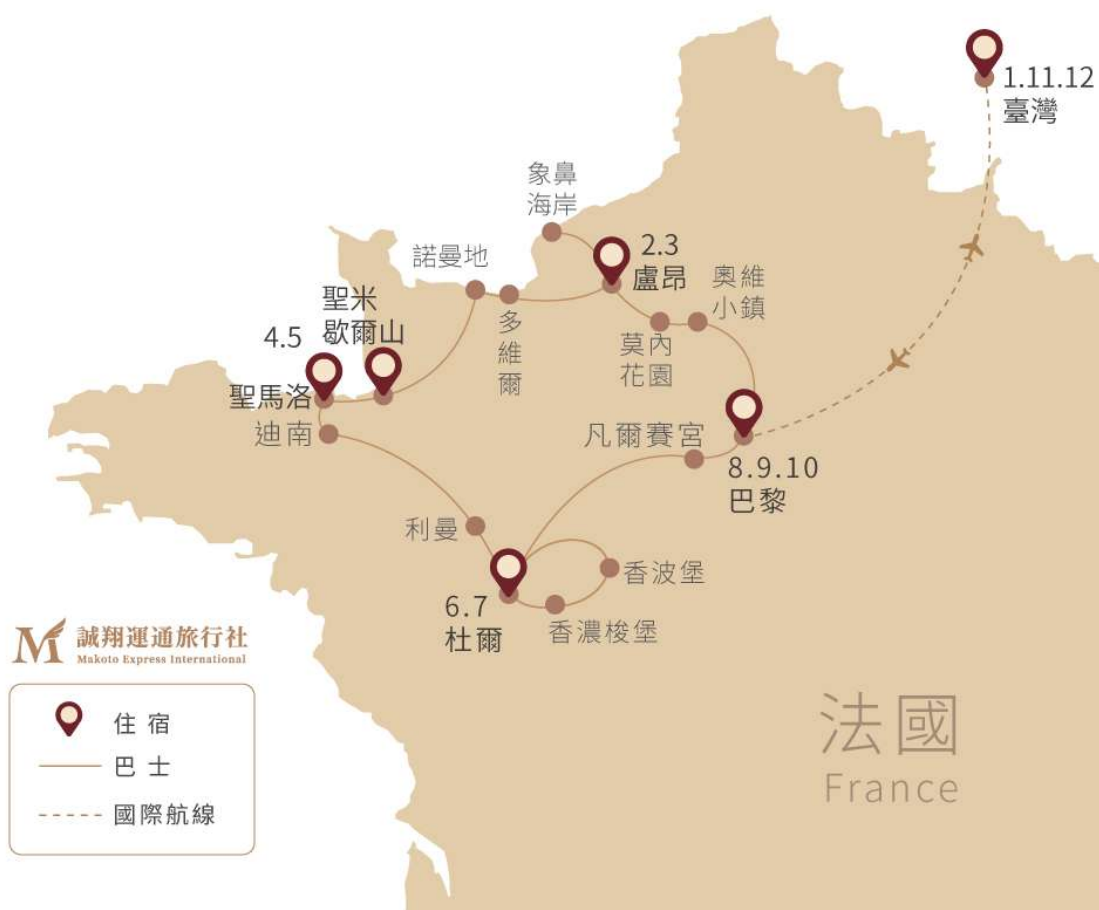 1.11.12
臺灣
象鼻
海岸
諾曼地
2.3
盧昂
奧維
小鎮
聖米
歇爾山
4.5
多維爾
莫內
花園
聖馬洛
迪南
凡爾賽宮
8.9.10
巴黎
利曼
香波堡
6.7
杜爾
香濃梭堡
誠翔運通旅行社
Makoto Express International
住宿
巴士
國際航線
法國
France